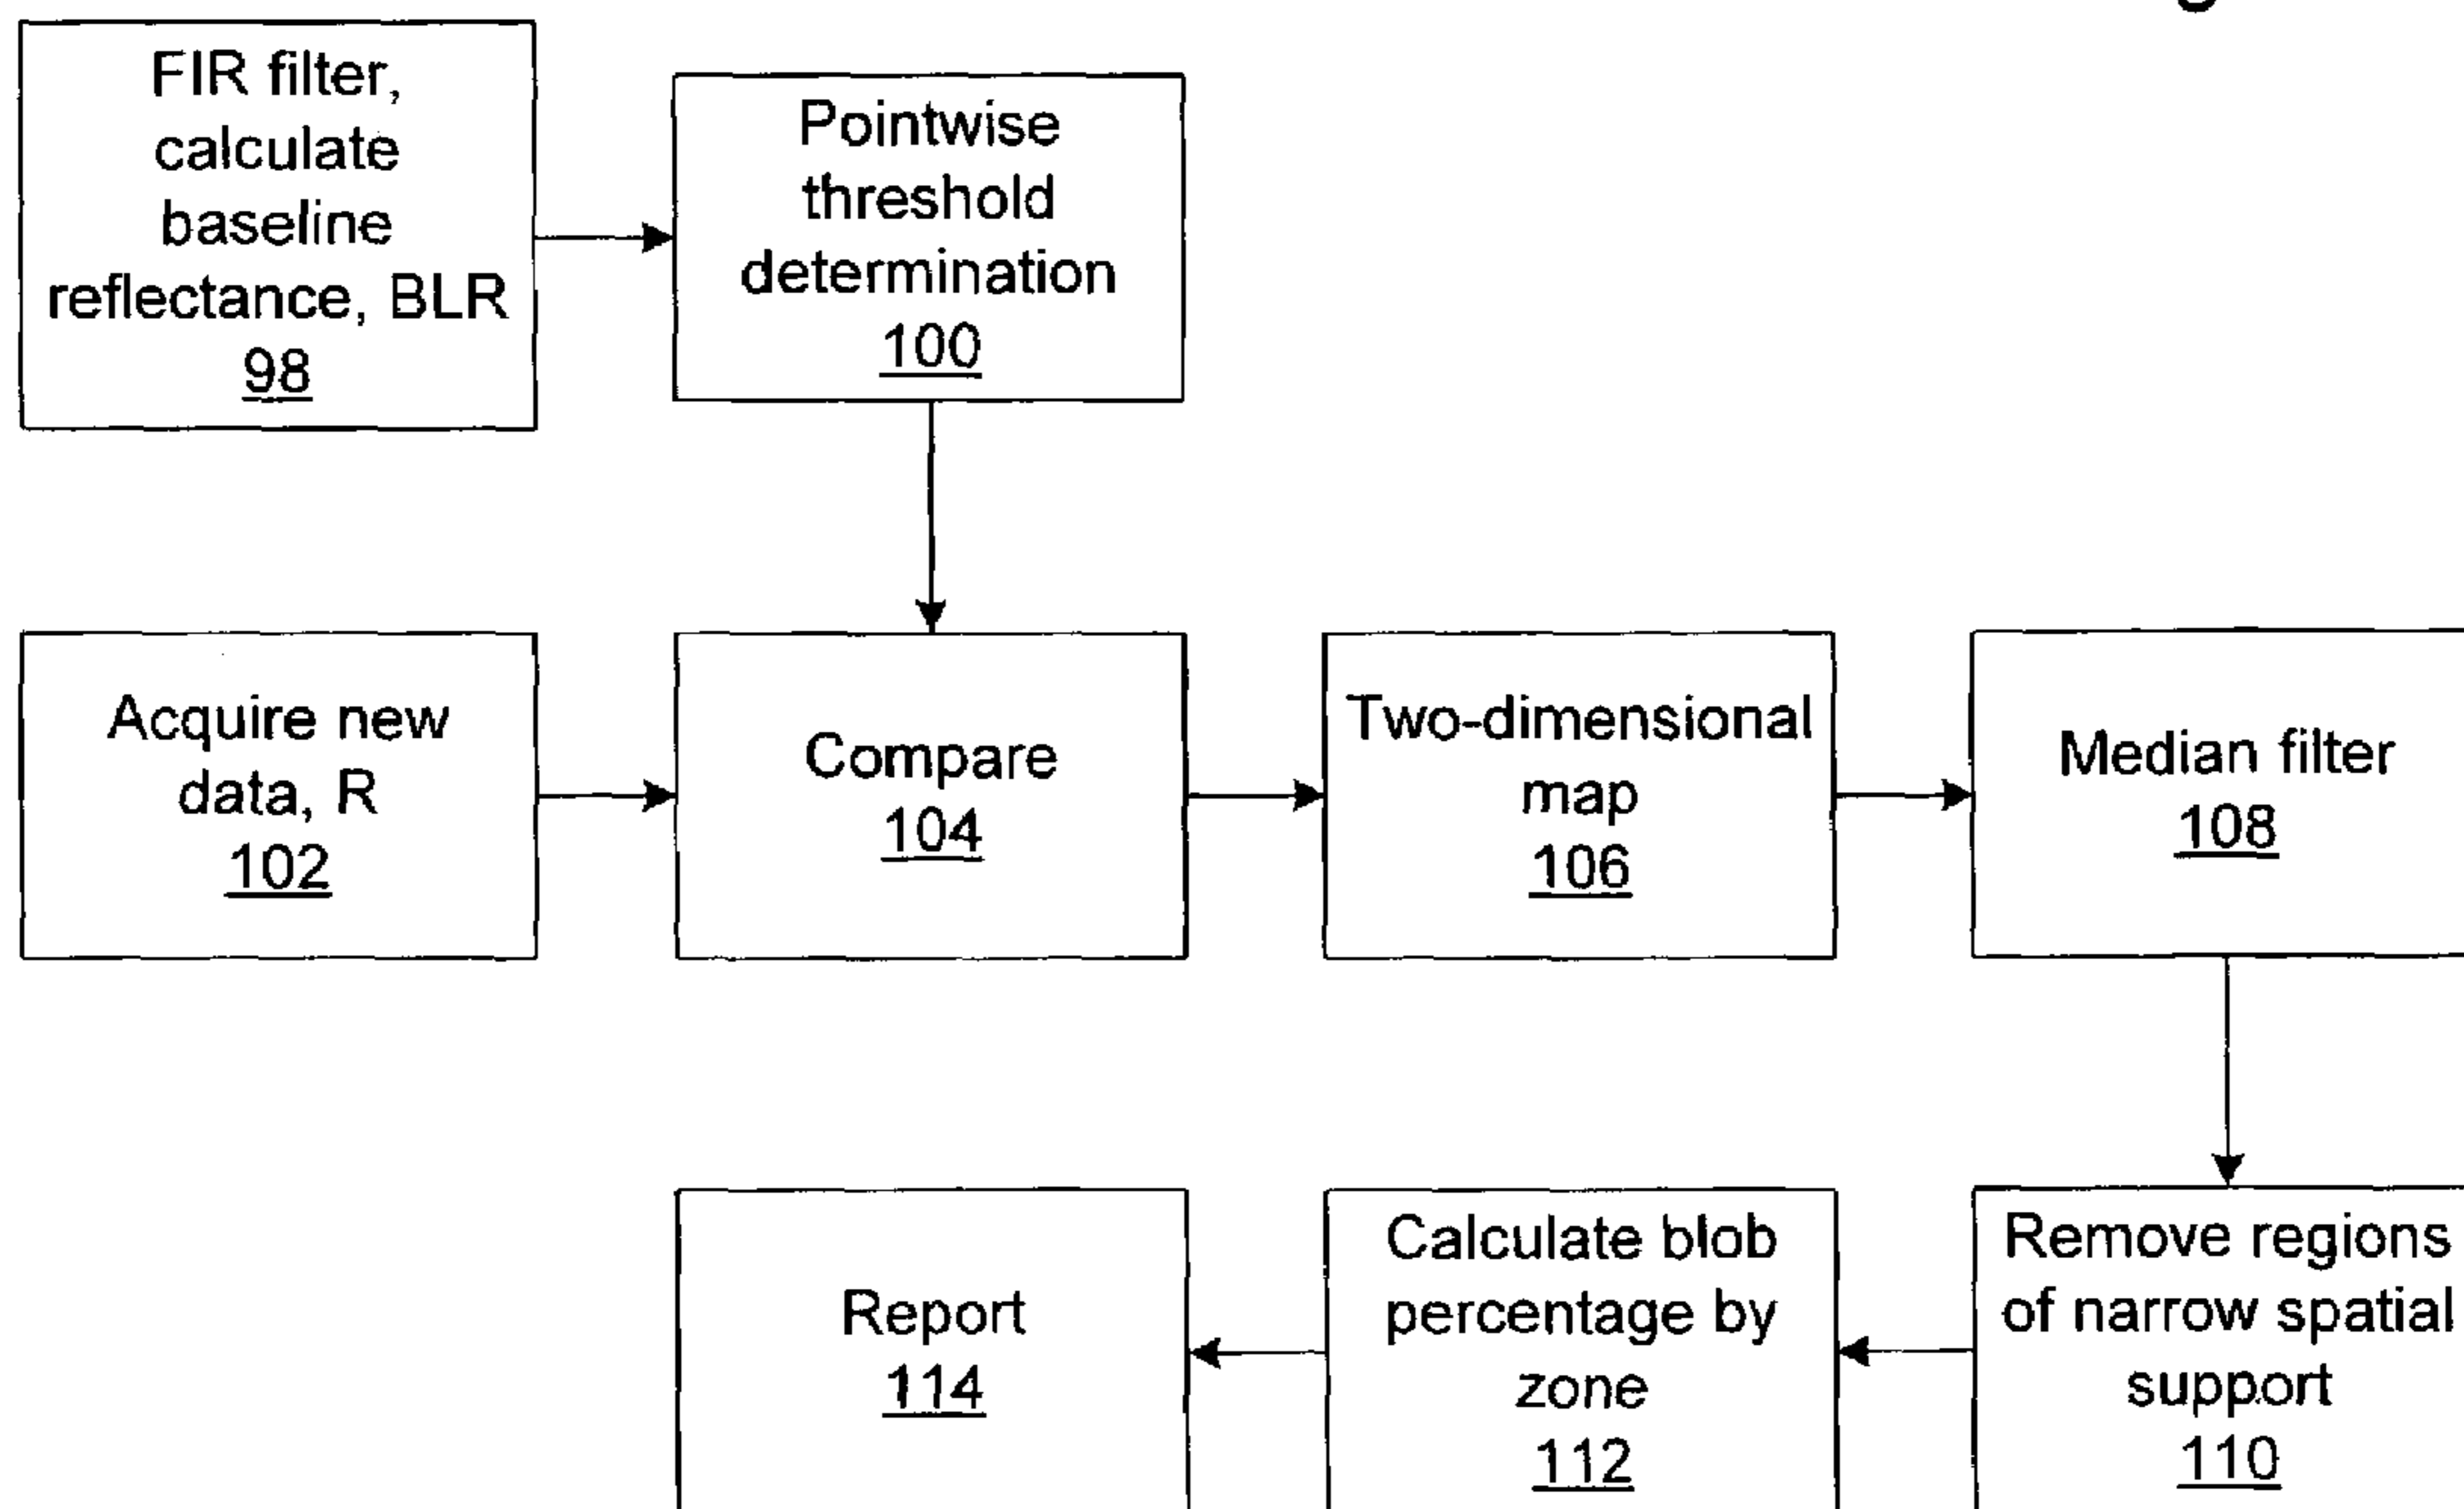 FIR filter,
calculate
baseline
reflectance, BLR
98
Pointwise
threshold
determination
100
Acquire new
data, R
102
Compare
104
Two-dimensional
map
106
Median filter
108
Remove regions
of narrow spatial
support
110
Calculate blob
percentage by
zone
112
Report
114